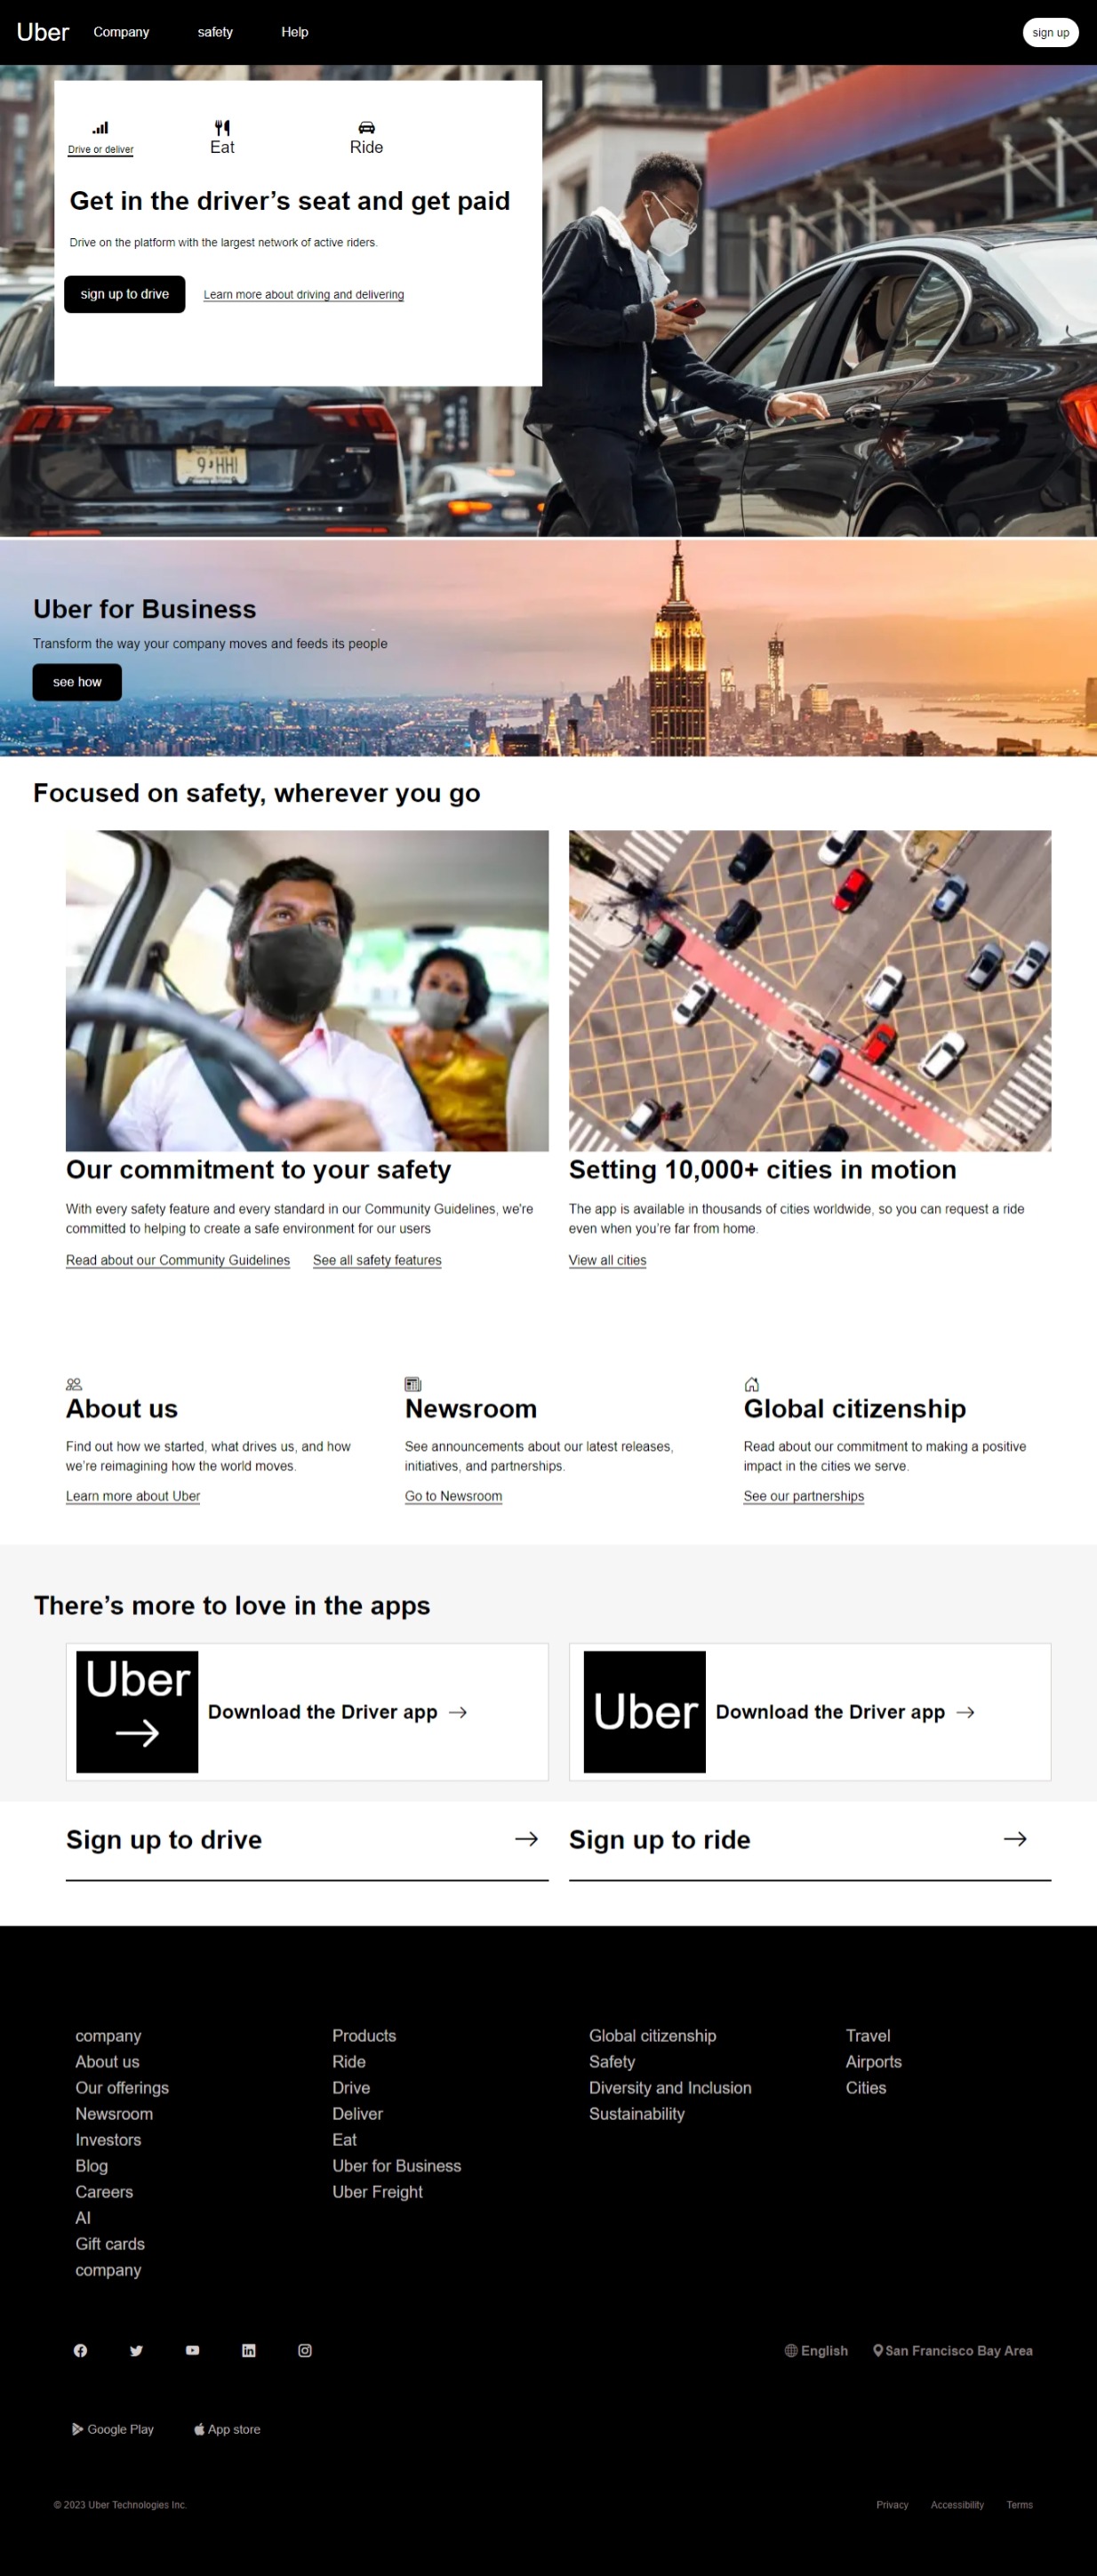 Uber Company safety Help sign up
Drive or deliver Eat Ride
Get in the driver’s seat and get paid
Drive on the platform with the largest network of active riders.
sign up to drive Learn more about driving and delivering
Uber for Business
Transform the way your company moves and feeds its people
see how
Focused on safety, wherever you go
Our commitment to your safety
With every safety feature and every standard in our Community Guidelines, we're
committed to helping to create a safe environment for our users
Read about our Community Guidelines See all safety features
Setting 10,000+ cities in motion
The app is available in thousands of cities worldwide, so you can request a ride
even when you’re far from home.
View all cities
About us
Find out how we started, what drives us, and how
we’re reimagining how the world moves.
Learn more about Uber
Newsroom
See announcements about our latest releases,
initiatives, and partnerships.
Go to Newsroom
Global citizenship
Read about our commitment to making a positive
impact in the cities we serve.
See our partnerships
There’s more to love in the apps
Uber
Download the Driver app
Uber
Download the Driver app
Sign up to drive
Sign up to ride
company
About us
Our offerings
Newsroom
Investors
Blog
Careers
AI
Gift cards
company
Products
Ride
Drive
Deliver
Eat
Uber for Business
Uber Freight
Global citizenship
Safety
Diversity and Inclusion
Sustainability
Travel
Airports
Cities
English San Francisco Bay Area
Google Play App store
© 2023 Uber Technologies Inc. Privacy Accessibility Terms